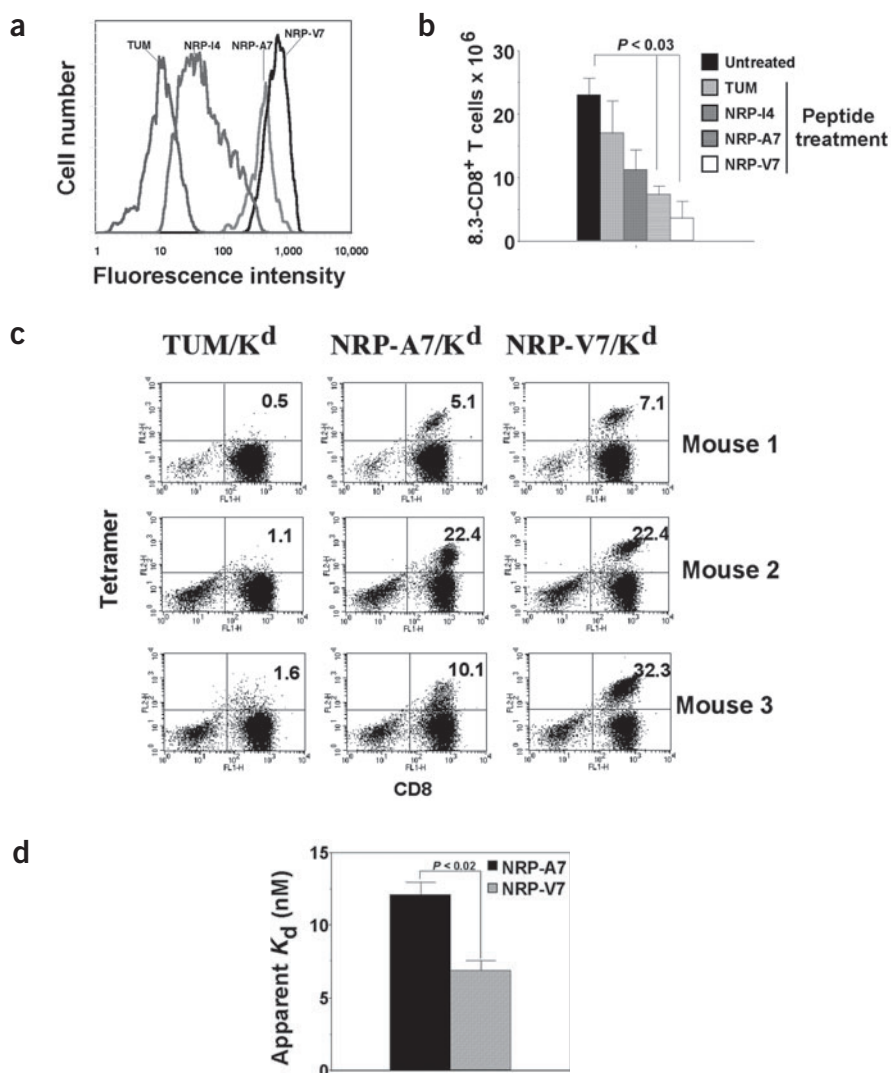 a
TUM
NRP-I4
NRP-A7
NRP-V7
Cell number
1 10 100 1,000 10,000
Fluorescence intensity
b
8.3-CD8+ T cells x 10^6
30
20
10
0
P < 0.03
Untreated
TUM
NRP-I4
NRP-A7
NRP-V7
Peptide
treatment
c
TUM/K^d NRP-A7/K^d NRP-V7/K^d
0.5 5.1 7.1
Mouse 1
1.1 22.4 22.4
Mouse 2
1.6 10.1 32.3
Mouse 3
Tetramer
FL2-H
FL1-H
CD8
d
Apparent K_d (nM)
15
10
5
0
P < 0.02
NRP-A7
NRP-V7